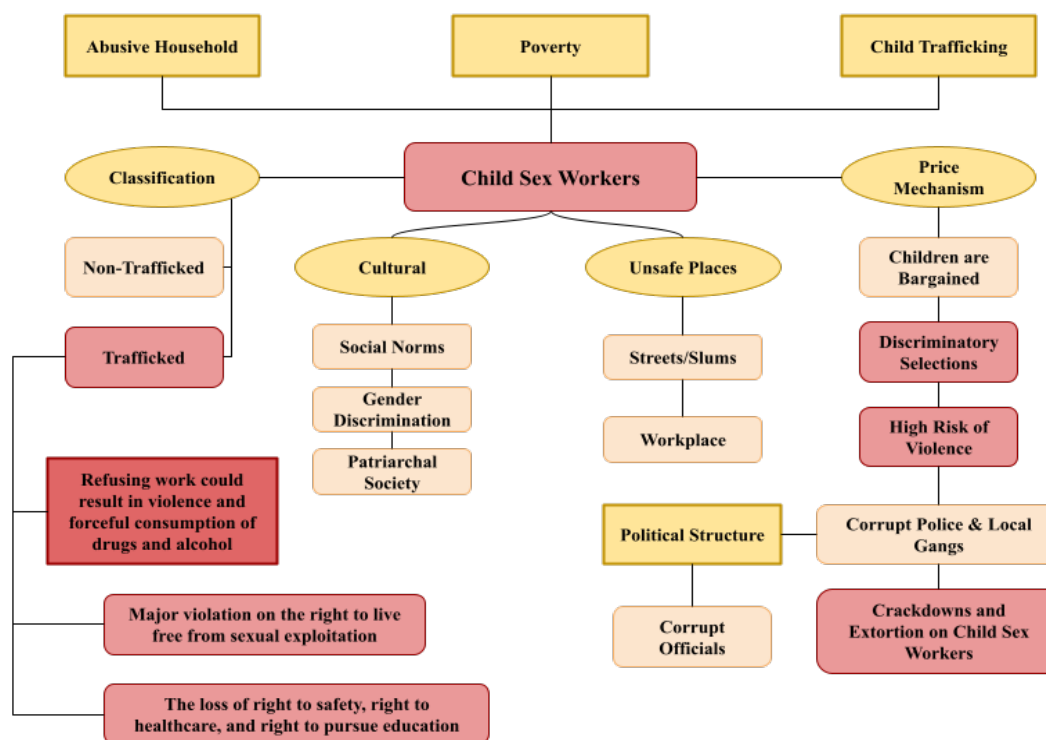 Abusive Household
Poverty
Child Trafficking
Classification
Child Sex Workers
Price
Mechanism
Non-Trafficked
Cultural
Unsafe Places
Children are
Bargained
Trafficked
Social Norms
Streets/Slums
Discriminatory
Selections
Gender
Discrimination
Workplace
High Risk of
Violence
Patriarchal
Society
Refusing work could
result in violence and
forceful consumption of
drugs and alcohol
Political Structure
Corrupt Police & Local
Gangs
Major violation on the right to live
free from sexual exploitation
Corrupt
Officials
Crackdowns and
Extortion on Child Sex
Workers
The loss of right to safety, right to
healthcare, and right to pursue education